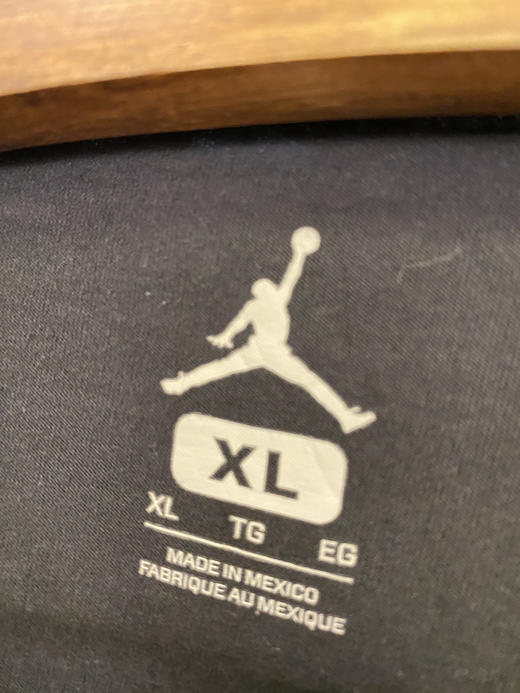 XL
XL TG EG
MADE IN MEXICO
FABRIQUE AU MEXIQUE